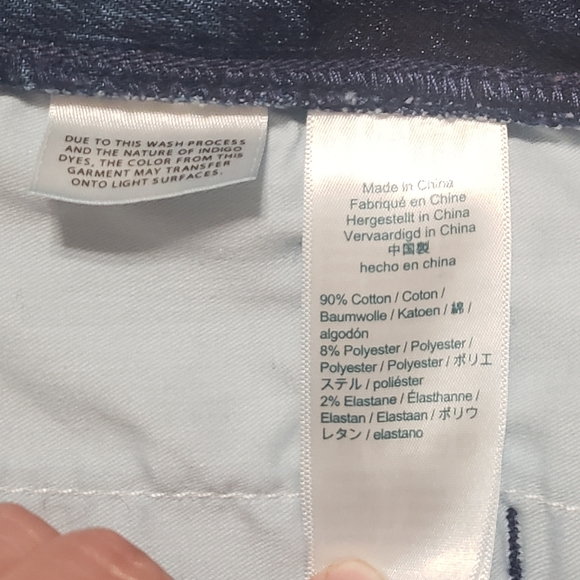 DUE TO THIS WASH PROCESS
AND THE NATURE OF INDIGO
DYES, THE COLOR FROM THIS
GARMENT MAY TRANSFER
ONTO LIGHT SURFACES.
Made in China
Fabriqué en Chine
Hergestellt in China
Vervaardigd in China
中国製
hecho en china
90% Cotton / Coton /
Baumwolle / Katoen / 綿 /
algodón
8% Polyester / Polyester /
Polyester / Polyester / ポリエ
ステル / poliéster
2% Elastane / Élasthanne /
Elastan / Elastaan / ポリウ
レタン / elastano